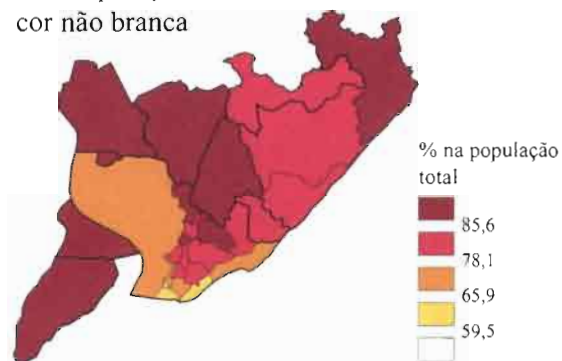 cor não branca
% na população
total
85,6
78,1
65,9
59,5